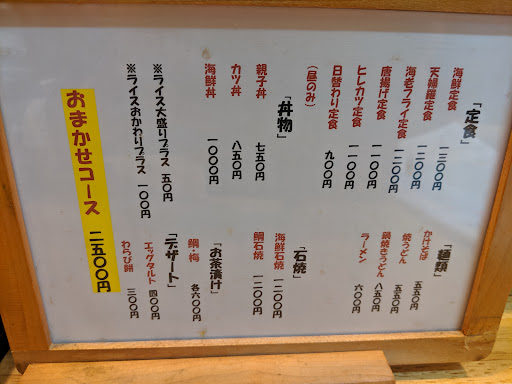 「定食」
海鮮定食 一三〇〇円
天婦羅定食 一二〇〇円
海老フライ定食 一二〇〇円
唐揚げ定食 一一〇〇円
ヒレカツ定食 一一〇〇円
日替わり定食 九〇〇円
(昼のみ)
「丼物」
親子丼 七五〇円
カツ丼 八五〇円
海鮮丼 一〇〇〇円
※ライス大盛りプラス 五〇円
※ライスおかわりプラス 一〇〇円
「麺類」
かけそば 五五〇円
焼うどん 五五〇円
鍋焼きうどん 八五〇円
ラーメン 六〇〇円
「石焼」
海鮮石焼 一二〇〇円
鯛石焼 一二〇〇円
「お茶漬け」
鯛・梅 各六〇〇円
「デザート」
エッグタルト 四〇〇円
わらび餅 三〇〇円
おまかせコース 二五〇〇円